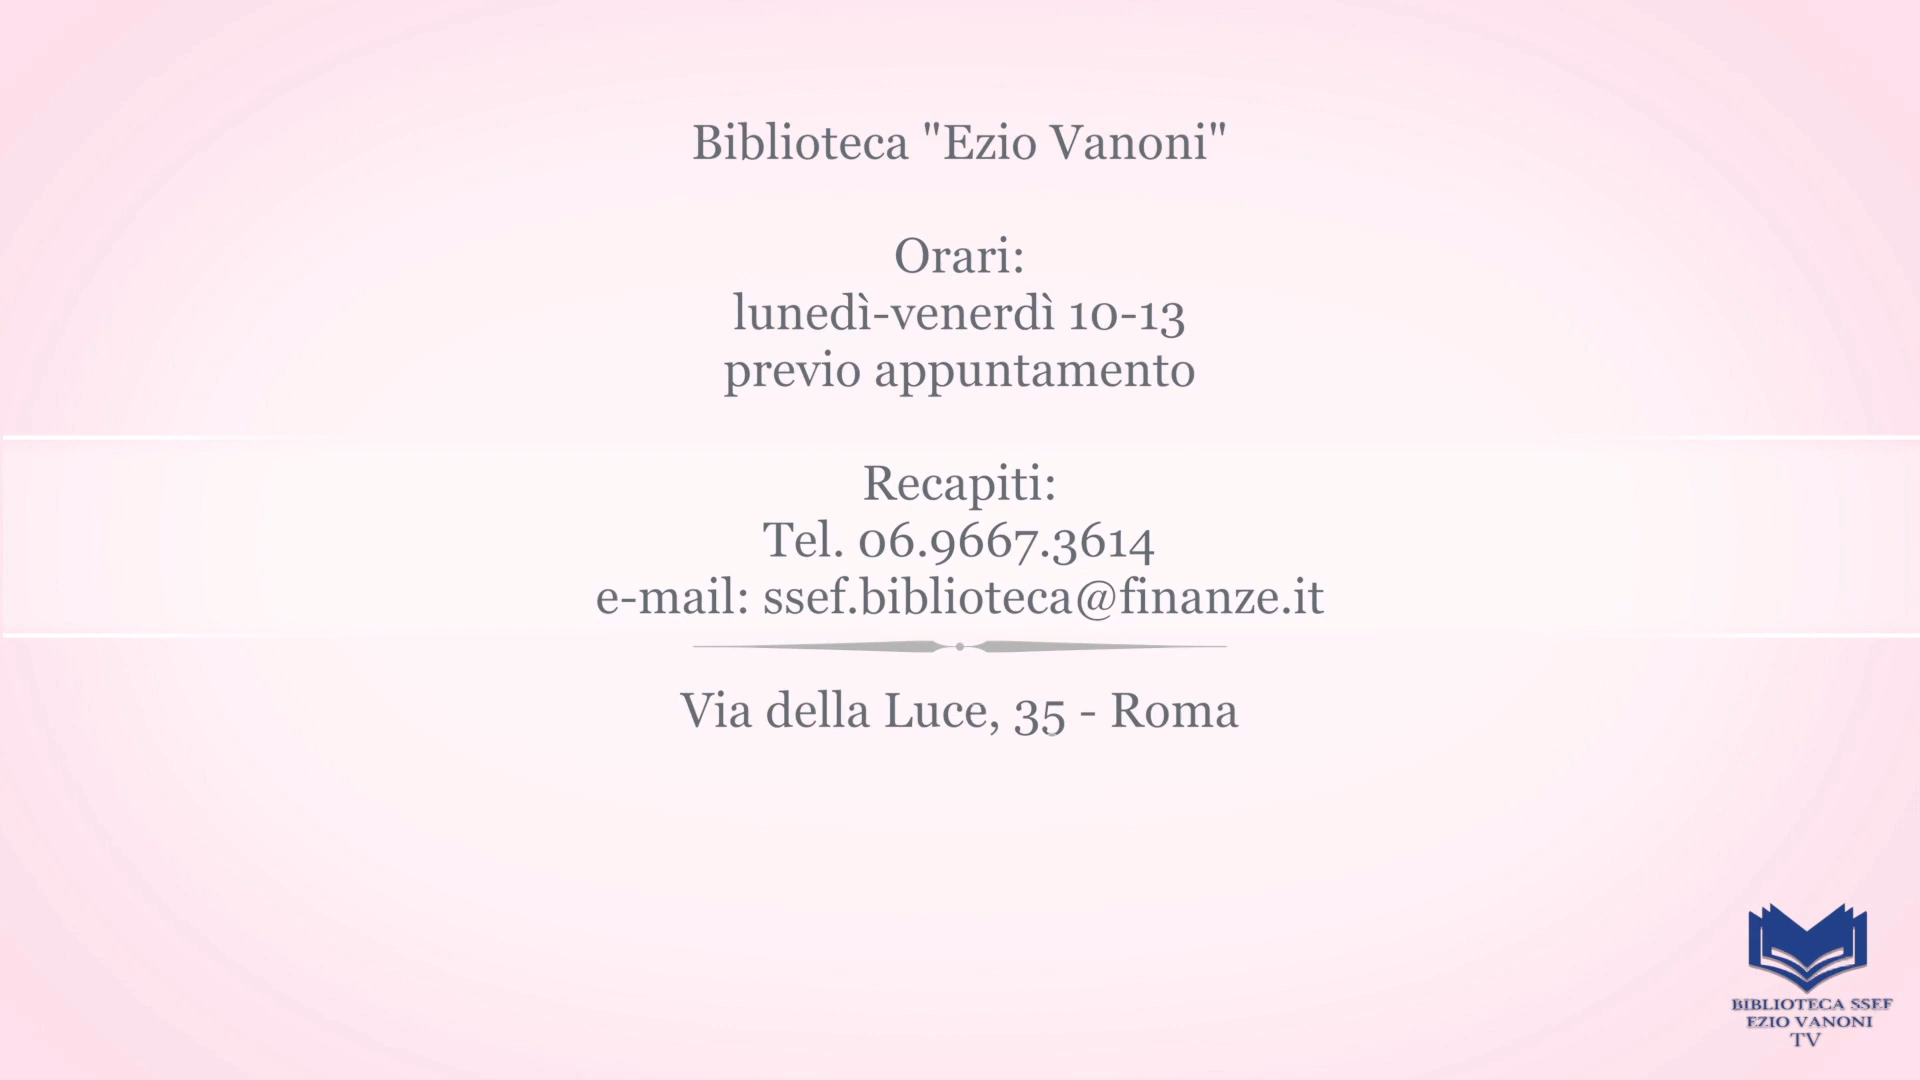 Biblioteca "Ezio Vanoni"
Orari:
lunedì-venerdì 10-13
previo appuntamento
Recapiti:
Tel. 06.9667.3614
e-mail: ssef.biblioteca@finanze.it
Via della Luce, 35 - Roma
BIBLIOTECA SSEF
EZIO VANONI
TV